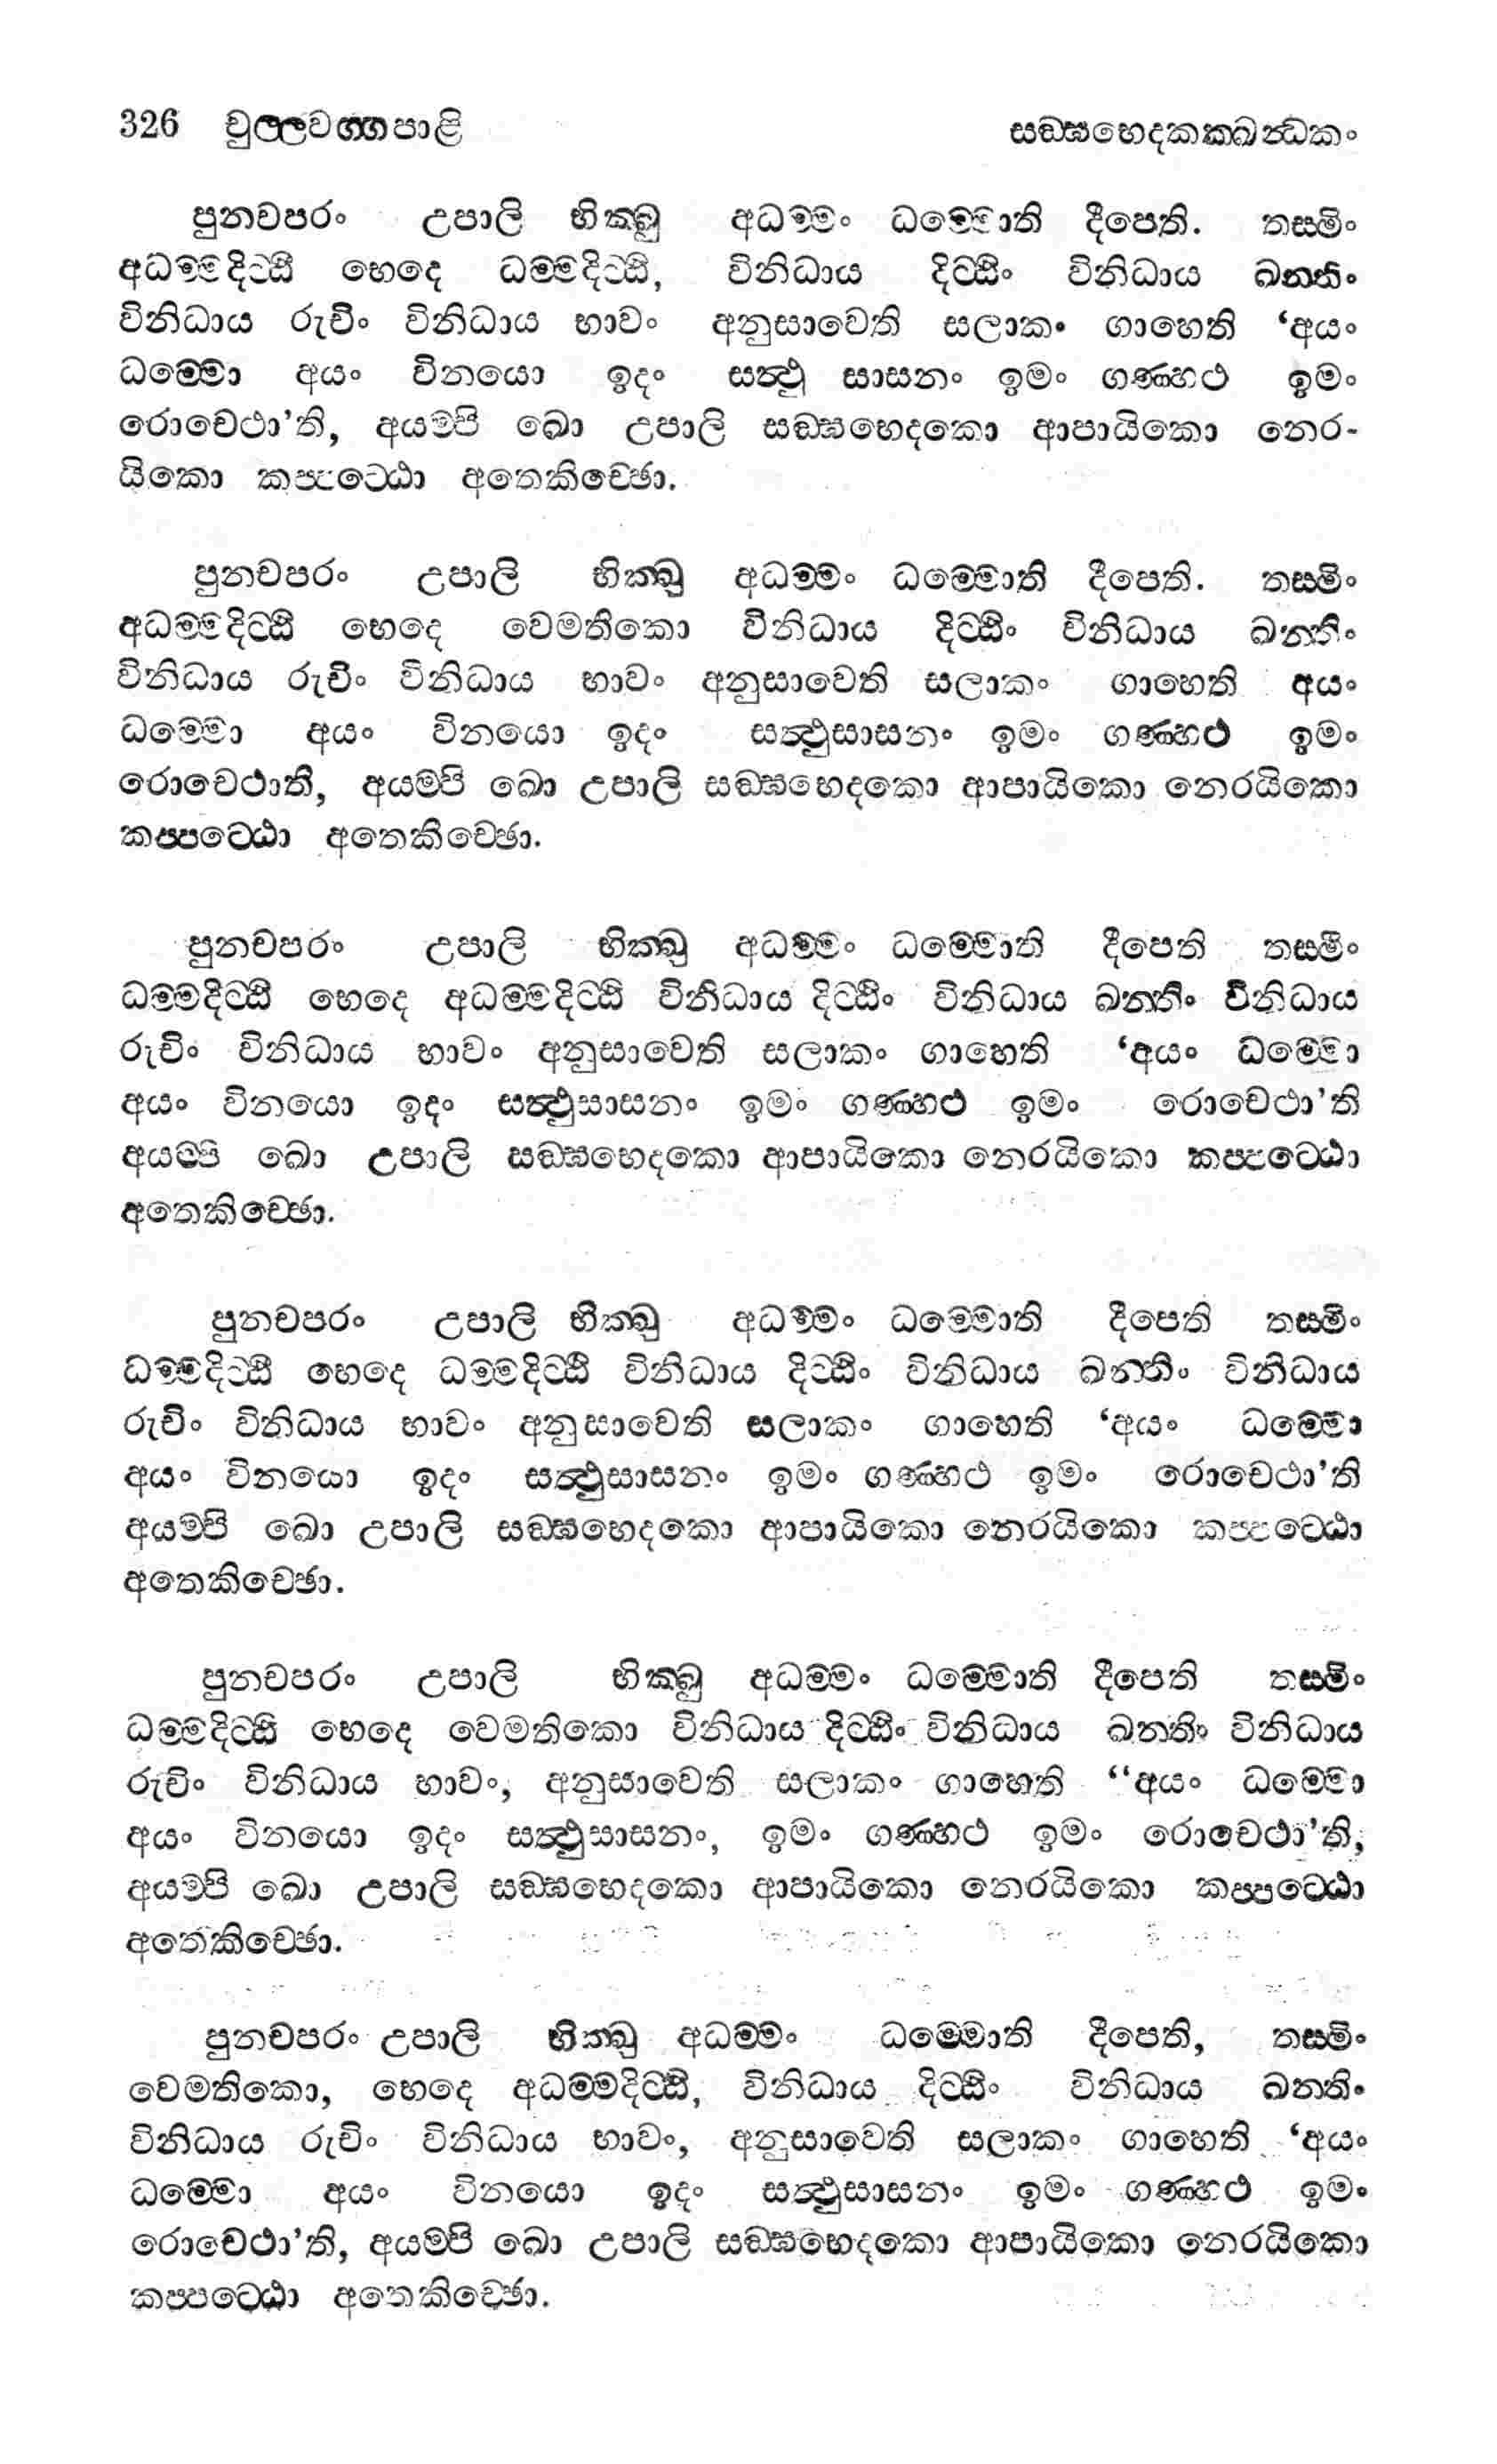 326 චුල්ලවග්ගපාළි සඞ්ඝභෙදකක්ඛන්ධකං
පුනචපරං උපාලි භික්ඛු අධම්මං ධම්මොති දීපෙති. තස්මිං
අධම්මදිට්ඨි භෙදෙ ධම්මදිට්ඨි, විනිධාය දිට්ඨිං විනිධාය ඛන්තිං
විනිධාය රුචිං විනිධාය භාවං අනුසාවෙති සලාකං ගාහෙති ‘අයං
ධම්මො අයං විනයො ඉදං සත්ථු සාසනං ඉමං ගණ්හථ ඉමං
රොචෙථා’ති, අයම්පි ඛො උපාලි සඞ්ඝභෙදකො ආපායිකො නෙර-
යිකො කප්පට්ඨො අතෙකිච්ඡො.
පුනචපරං උපාලි භික්ඛු අධම්මං ධම්මොති දීපෙති. තස්මිං
අධම්මදිට්ඨි භෙදෙ වෙමතිකො විනිධාය දිට්ඨිං විනිධාය ඛන්තිං
විනිධාය රුචිං විනිධාය භාවං අනුසාවෙති සලාකං ගාහෙති අයං
ධම්මො අයං විනයො ඉදං සත්ථුසාසනං ඉමං ගණ්හථ ඉමං
රොචෙථාති, අයම්පි ඛො උපාලි සඞ්ඝභෙදකො ආපායිකො නෙරයිකො
කප්පට්ඨො අතෙකිච්ඡො.
පුනචපරං උපාලි භික්ඛු අධම්මං ධම්මොති දීපෙති තස්මිං
ධම්මදිට්ඨි භෙදෙ අධම්මදිට්ඨි විනිධාය දිට්ඨිං විනිධාය ඛන්තිං විනිධාය
රුචිං විනිධාය භාවං අනුසාවෙති සලාකං ගාහෙති ‘අයං ධම්මො
අයං විනයො ඉදං සත්ථුසාසනං ඉමං ගණ්හථ ඉමං රොචෙථා’ති
අයම්පි ඛො උපාලි සඞ්ඝභෙදකො ආපායිකො නෙරයිකො කප්පට්ඨො
අතෙකිච්ඡො.
පුනචපරං උපාලි භික්ඛු අධම්මං ධම්මොති දීපෙති තස්මිං
ධම්මදිට්ඨි භෙදෙ ධම්මදිට්ඨි විනිධාය දිට්ඨිං විනිධාය ඛන්තිං විනිධාය
රුචිං විනිධාය භාවං අනුසාවෙති සලාකං ගාහෙති ‘අයං ධම්මො
අයං විනයො ඉදං සත්ථුසාසනං ඉමං ගණ්හථ ඉමං රොචෙථා’ති
අයම්පි ඛො උපාලි සඞ්ඝභෙදකො ආපායිකො නෙරයිකො කප්පට්ඨො
අතෙකිච්ඡො.
පුනචපරං උපාලි භික්ඛු අධම්මං ධම්මොති දීපෙති තස්මිං
ධම්මදිට්ඨි භෙදෙ වෙමතිකො විනිධාය දිට්ඨිං විනිධාය ඛන්තිං විනිධාය
රුචිං විනිධාය භාවං, අනුසාවෙති සලාකං ගාහෙති “අයං ධම්මො
අයං විනයො ඉදං සත්ථුසාසනං, ඉමං ගණ්හථ ඉමං රොචෙථා’ති,
අයම්පි ඛො උපාලි සඞ්ඝභෙදකො ආපායිකො නෙරයිකො කප්පට්ඨො
අතෙකිච්ඡො.
පුනචපරං උපාලි භික්ඛු අධම්මං ධම්මොති දීපෙති, තස්මිං
වෙමතිකො, භෙදෙ අධම්මදිට්ඨි, විනිධාය දිට්ඨිං විනිධාය ඛන්තිං
විනිධාය රුචිං විනිධාය භාවං, අනුසාවෙති සලාකං ගාහෙති ‘අයං
ධම්මො අයං විනයො ඉදං සත්ථුසාසනං ඉමං ගණ්හථ ඉමං
රොචෙථා’ති, අයම්පි ඛො උපාලි සඞ්ඝභෙදකො ආපායිකො නෙරයිකො
කප්පට්ඨො අතෙකිච්ඡො.